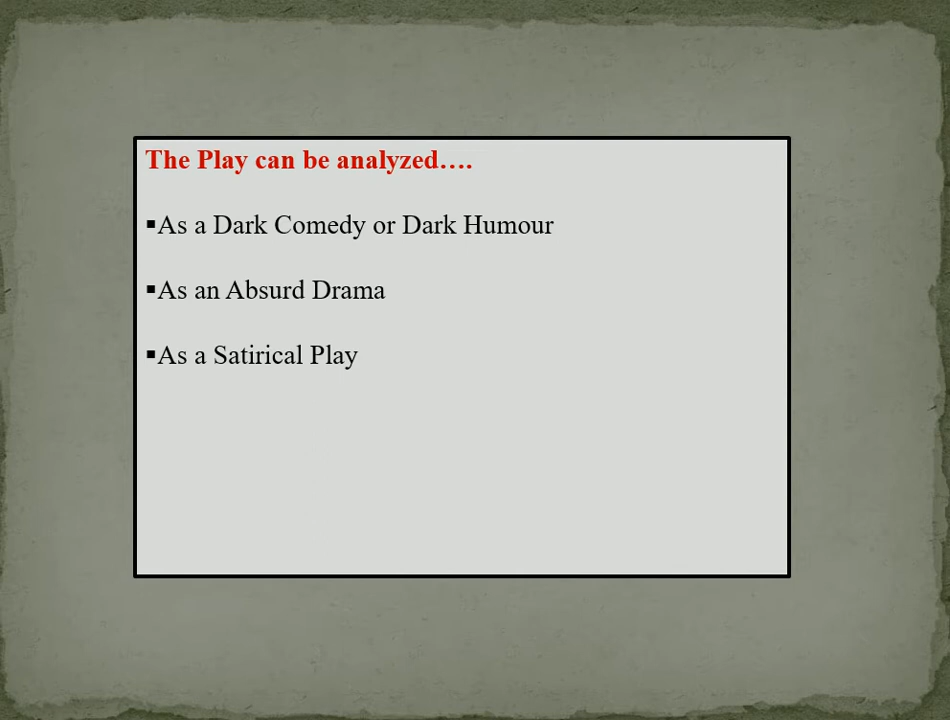 The Play can be analyzed….
▪As a Dark Comedy or Dark Humour
▪As an Absurd Drama
▪As a Satirical Play